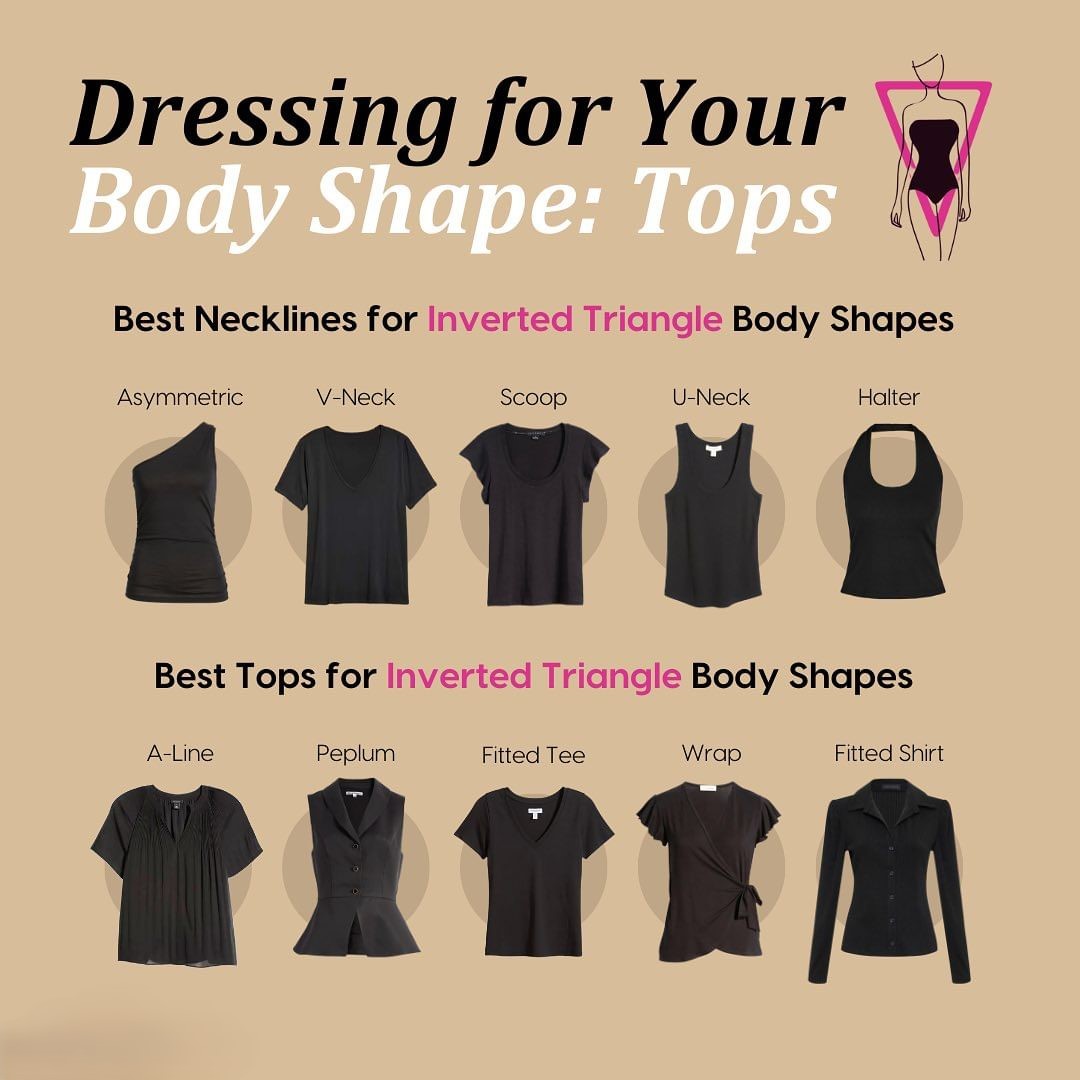 Dressing for Your
Body Shape: Tops
Best Necklines for Inverted Triangle Body Shapes
Asymmetric V-Neck Scoop U-Neck Halter
Best Tops for Inverted Triangle Body Shapes
A-Line Peplum Fitted Tee Wrap Fitted Shirt